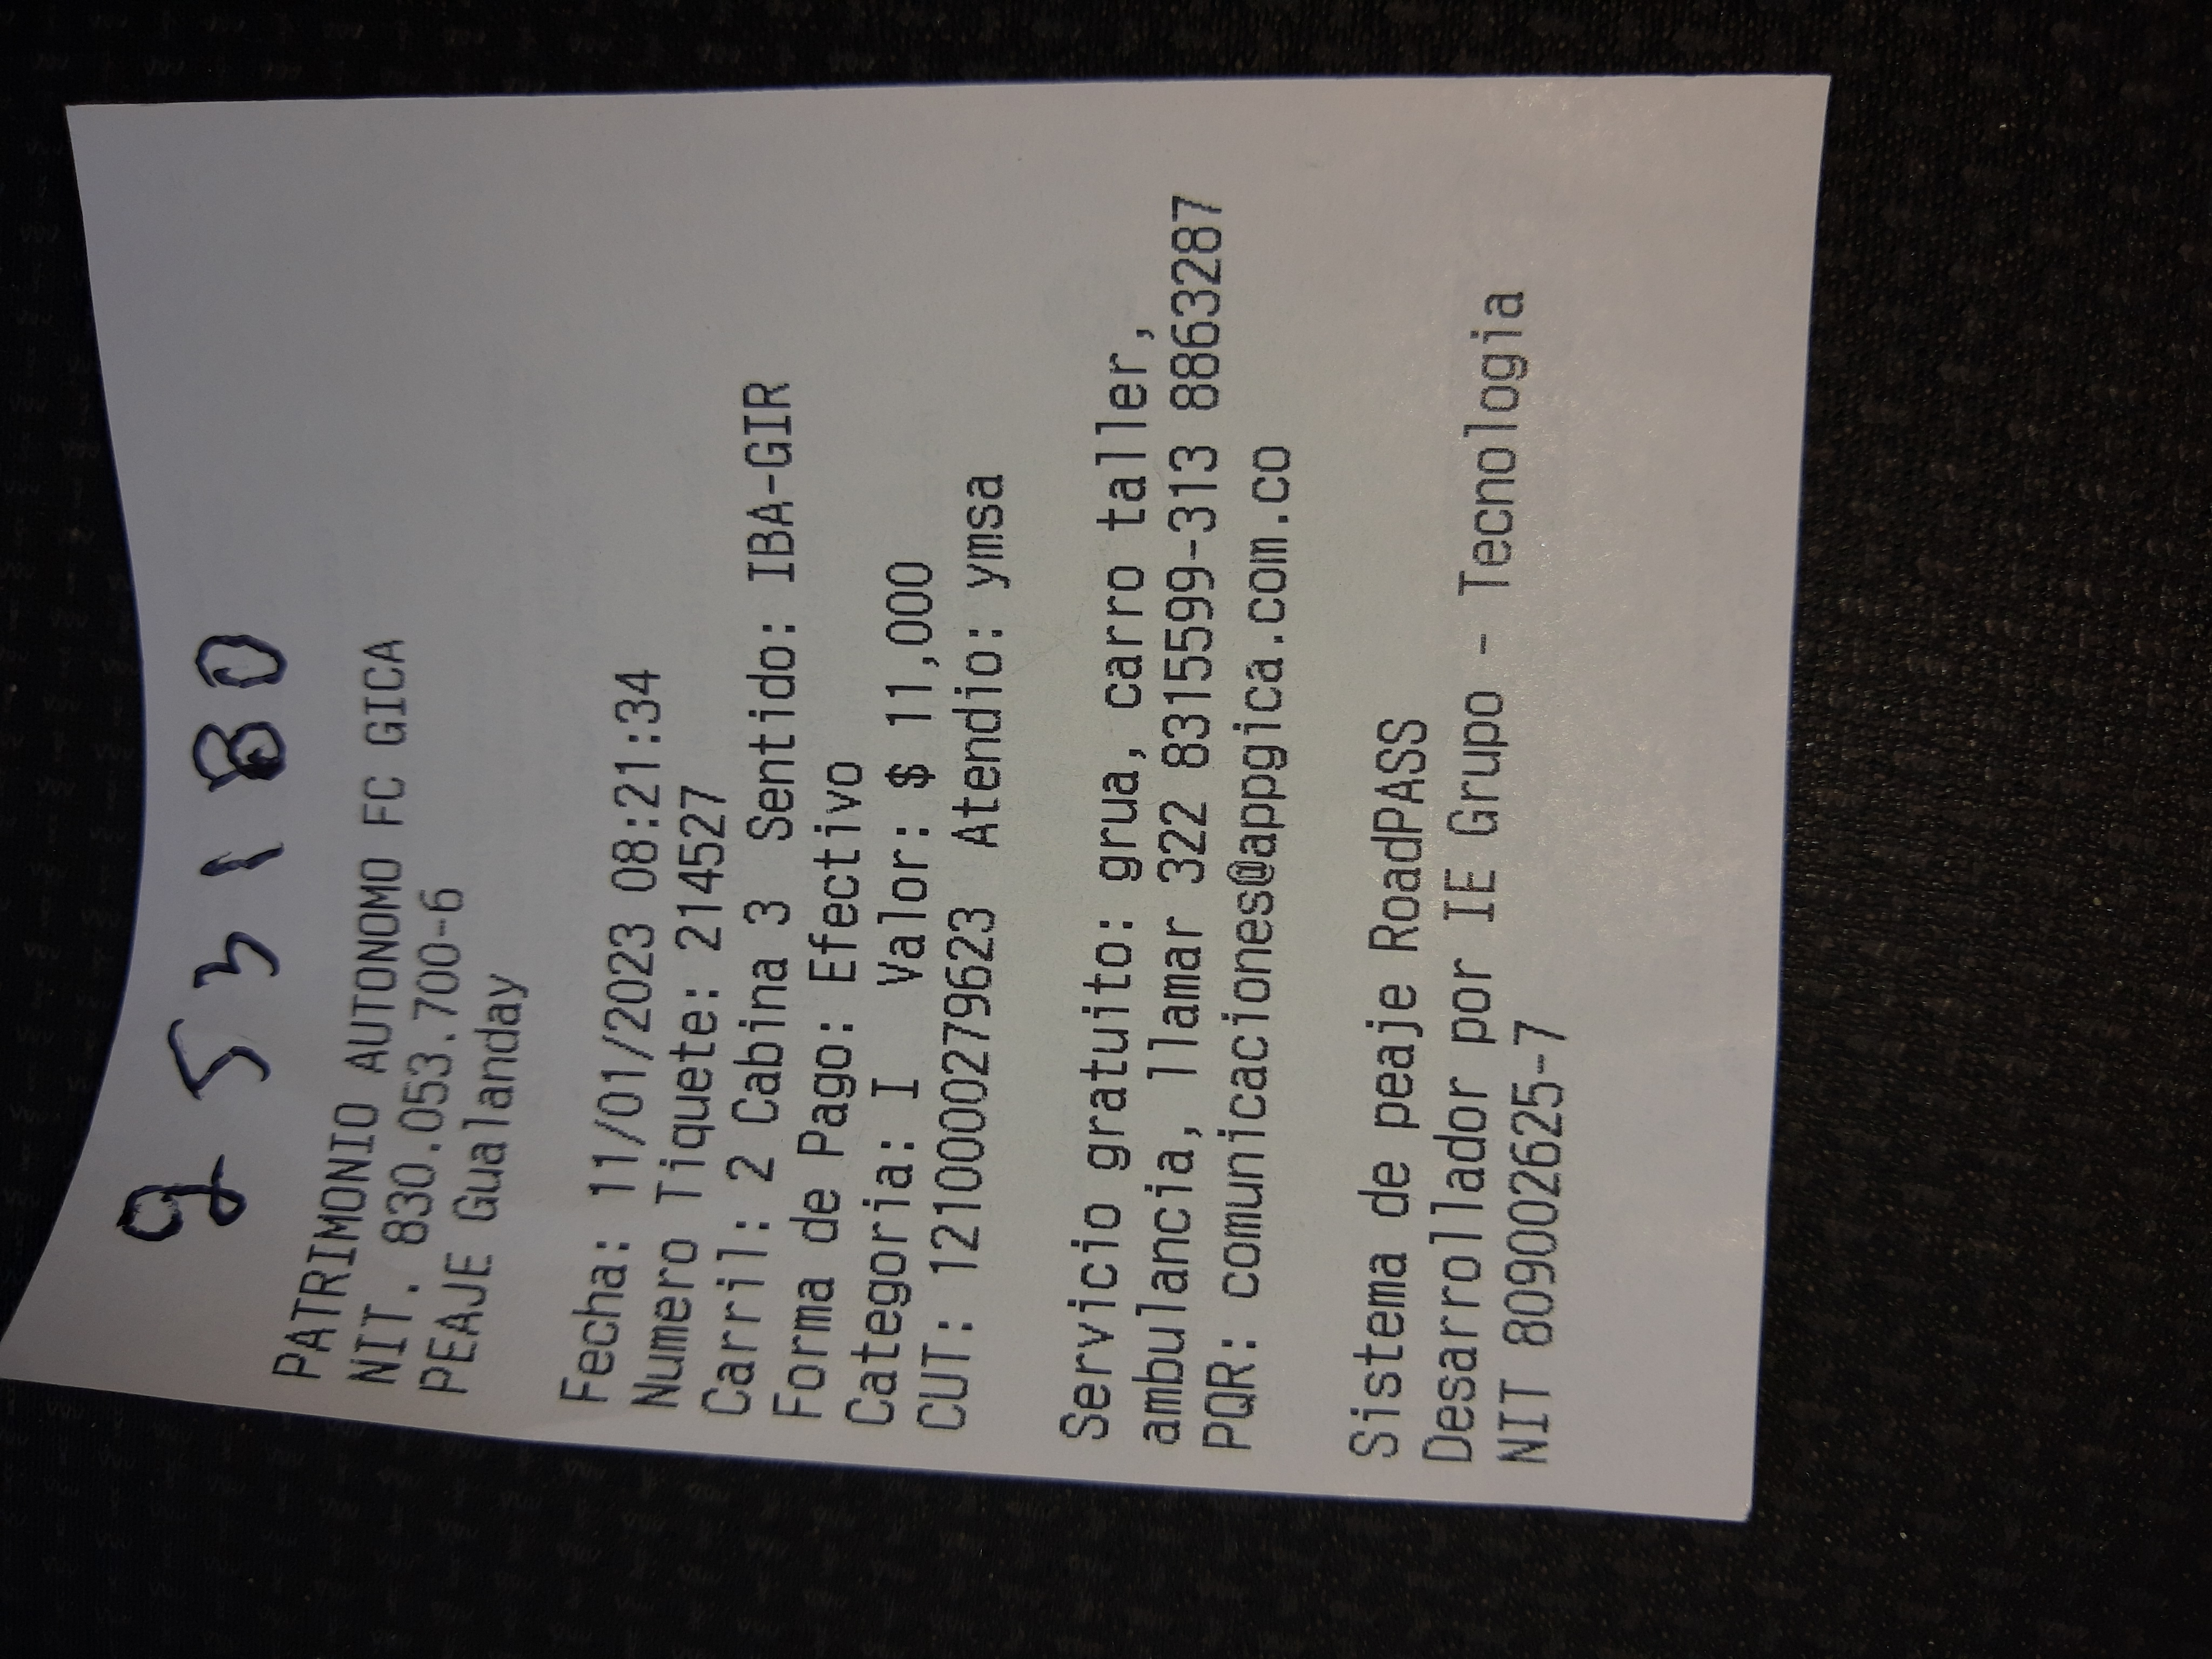 953180
PATRIMONIO AUTONOMO FC GICA
NIT. 830.053.700-6
PEAJE Gualanday
Fecha: 11/01/2023 08:21:34
Numero Tiquete: 214527
Carril: 2 Cabina 3 Sentido: IBA-GIR
Forma de Pago: Efectivo
Categoria: I Valor: $ 11,000
CUT: 1210000279623 Atendio: ymsa
Servicio gratuito: grua, carro taller,
ambulancia, llamar 322 8315599-313 8863287
PQR: comunicaciones@appgica.com.co
Sistema de peaje RoadPASS
Desarrollador por IE Grupo - Tecnologia
NIT 809002625-7